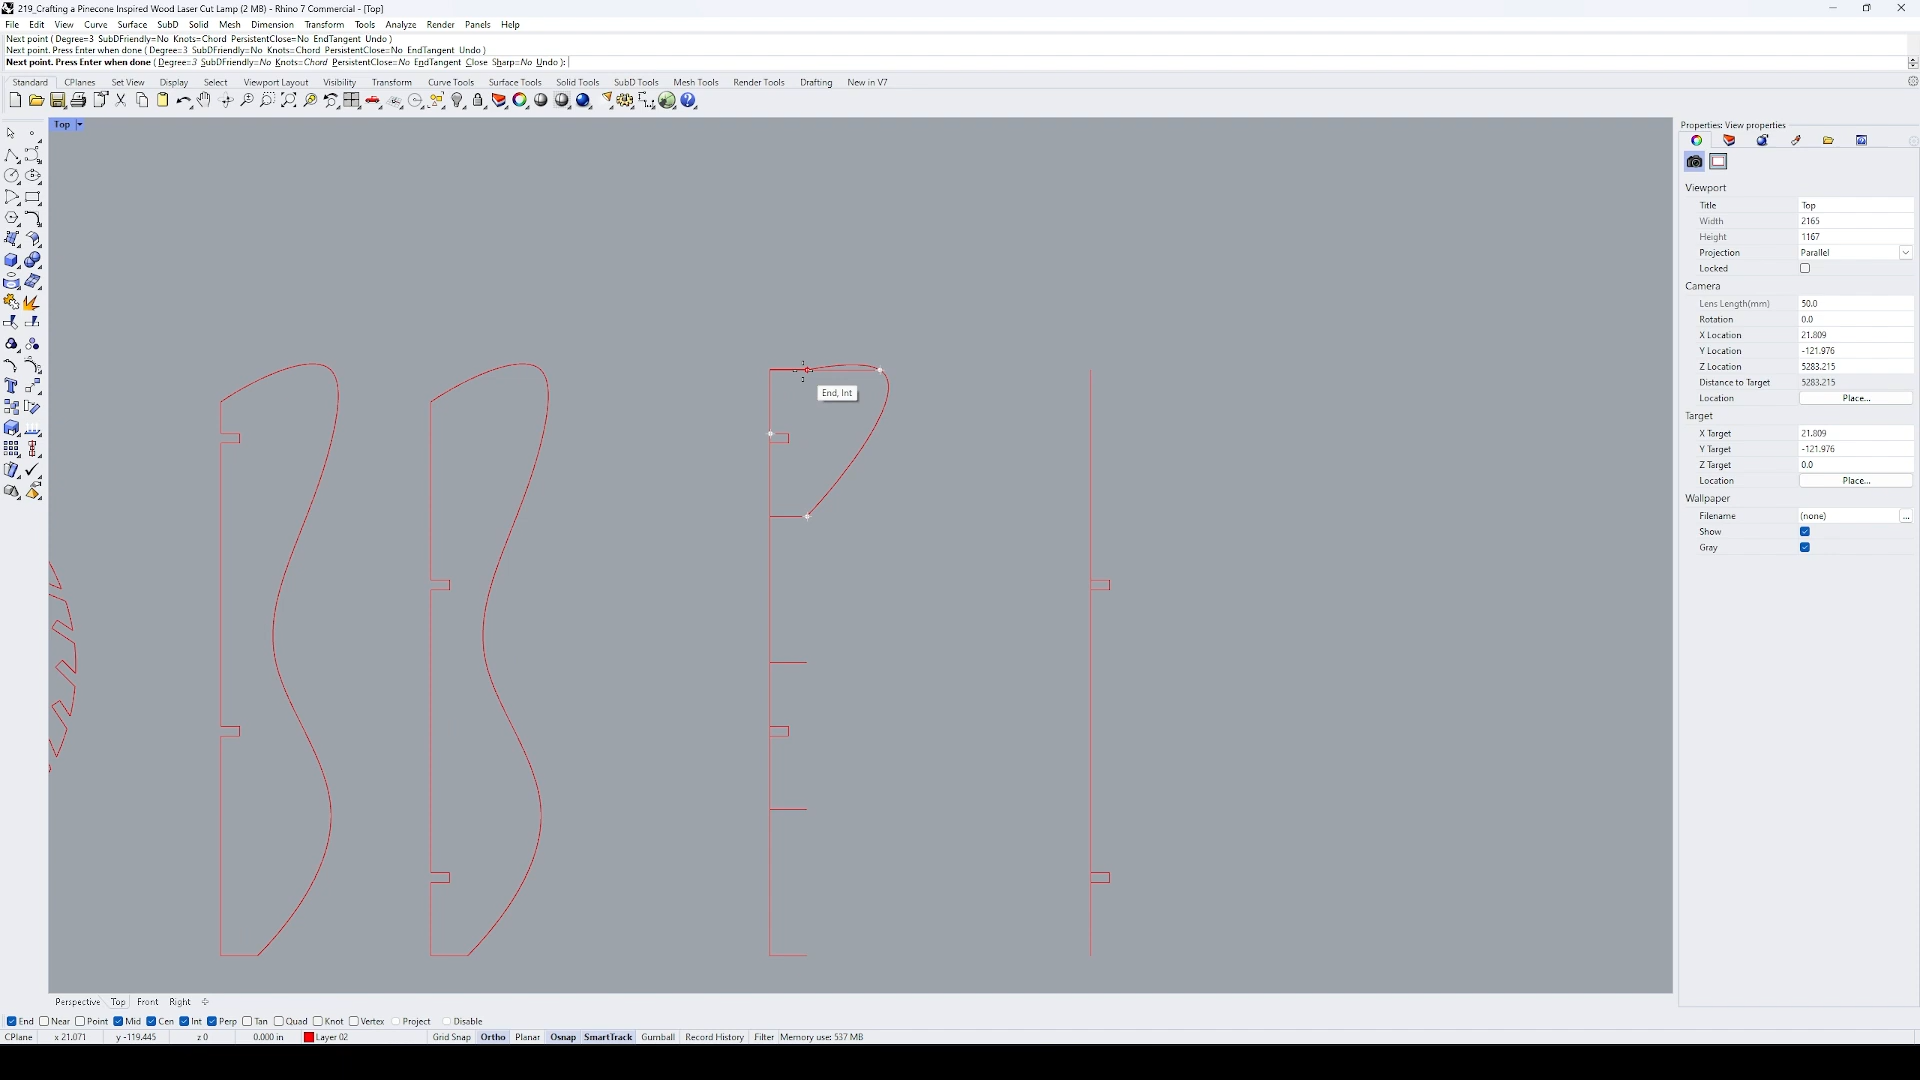 219_Crafting a Pinecone Inspired Wood Laser Cut Lamp (2 MB) - Rhino 7 Commercial - [Top]
File Edit View Curve Surface SubD Solid Mesh Dimension Transform Tools Analyze Render Panels Help
Next point ( Degree=3 SubDFriendly=No Knots=Chord PersistentClose=No EndTangent Undo )
Next point. Press Enter when done ( Degree=3 SubDFriendly=No Knots=Chord PersistentClose=No EndTangent Undo )
Next point. Press Enter when done ( Degree=3 SubDFriendly=No Knots=Chord PersistentClose=No EndTangent Close Sharp=No Undo ):
Standard CPlanes Set View Display Select Viewport Layout Visibility Transform Curve Tools Surface Tools Solid Tools SubD Tools Mesh Tools Render Tools Drafting New in V7
Top
End, Int
Properties: View properties
Viewport
Title Top
Width 2165
Height 1167
Projection Parallel
Locked
Camera
Lens Length(mm) 50.0
Rotation 0.0
X Location 21.809
Y Location -121.976
Z Location 5283.215
Distance to Target 5283.215
Location Place...
Target
X Target 21.809
Y Target -121.976
Z Target 0.0
Location Place...
Wallpaper
Filename (none) ...
Show
Gray
Perspective Top Front Right
End Near Point Mid Cen Int Perp Tan Quad Knot Vertex Project Disable
CPlane x 21.071 y -119.445 z 0 0.000 in Layer 02 Grid Snap Ortho Planar Osnap SmartTrack Gumball Record History Filter Memory use: 537 MB